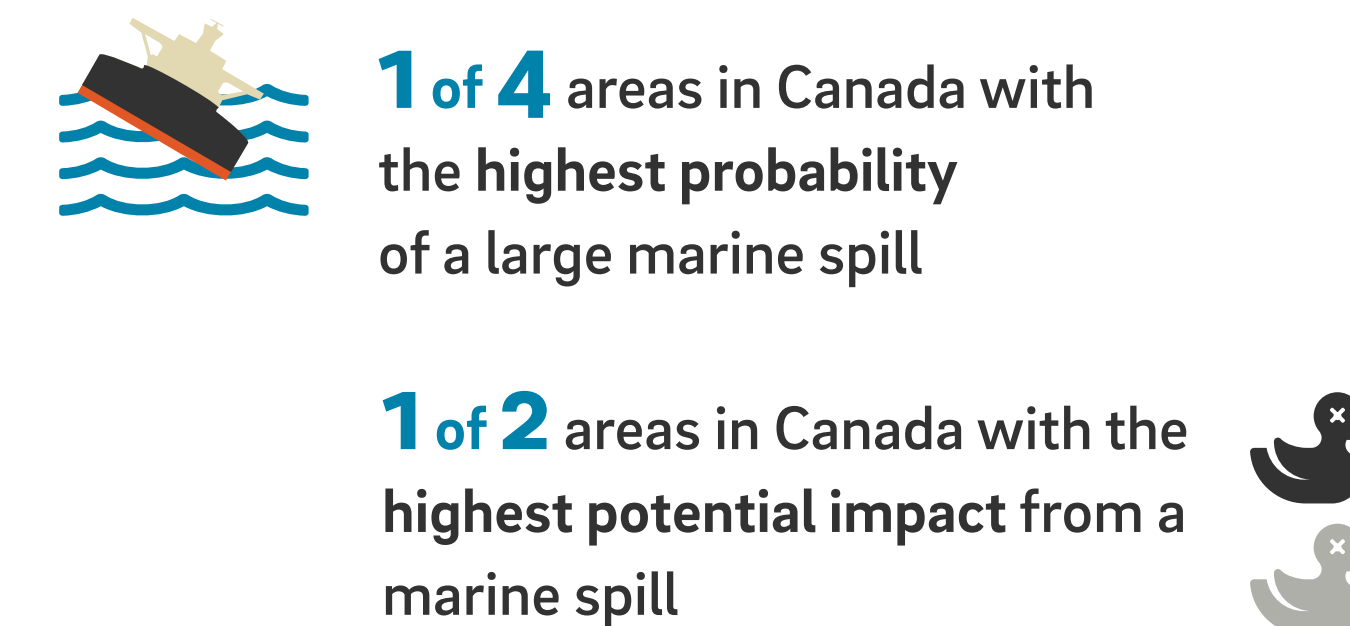 1 of 4 areas in Canada with
the highest probability
of a large marine spill
1 of 2 areas in Canada with the
highest potential impact from a
marine spill